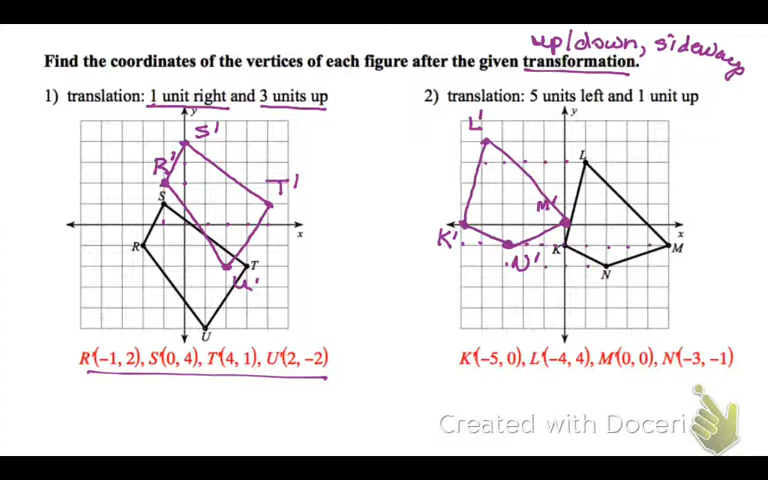 up/down, sideways
Find the coordinates of the vertices of each figure after the given transformation.
1) translation: 1 unit right and 3 units up
2) translation: 5 units left and 1 unit up
y
S'
R'
S
T'
x
R
T
U'
U
R'(−1, 2), S'(0, 4), T'(4, 1), U'(2, −2)
y
L'
L
M'
x
K'
K
M
N'
N
K'(−5, 0), L'(−4, 4), M'(0, 0), N'(−3, −1)
Created with Doceri